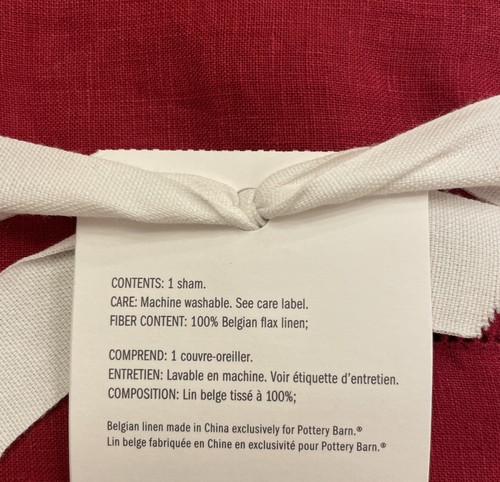 CONTENTS: 1 sham.
CARE: Machine washable. See care label.
FIBER CONTENT: 100% Belgian flax linen;
COMPREND: 1 couvre-oreiller.
ENTRETIEN: Lavable en machine. Voir étiquette d'entretien.
COMPOSITION: Lin belge tissé à 100%;
Belgian linen made in China exclusively for Pottery Barn.®
Lin belge fabriquée en Chine en exclusivité pour Pottery Barn.®